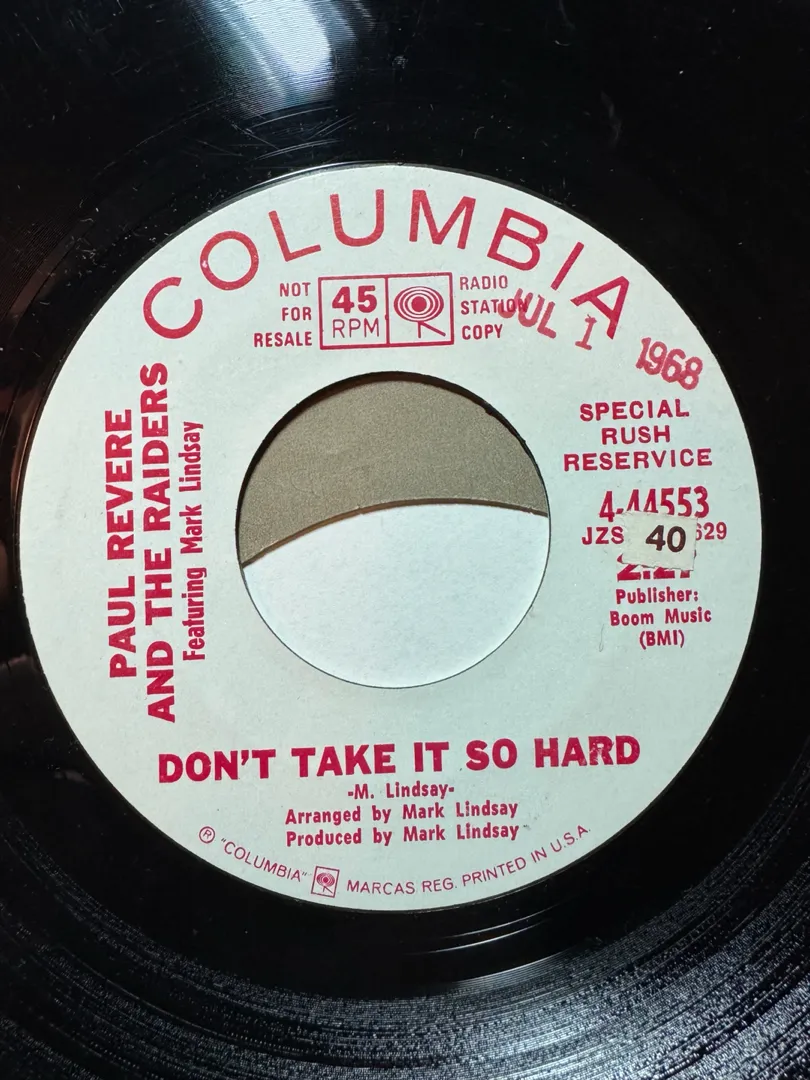 COLUMBIA
NOT
FOR
RESALE
45
RPM
RADIO
STATION
COPY
JUL 1 1968
PAUL REVERE
AND THE RAIDERS
Featuring Mark Lindsay
SPECIAL
RUSH
RESERVICE
4-44553
JZS 629
40
Publisher:
Boom Music
(BMI)
DON'T TAKE IT SO HARD
-M. Lindsay-
Arranged by Mark Lindsay
Produced by Mark Lindsay
® "COLUMBIA" MARCAS REG. PRINTED IN U.S.A.